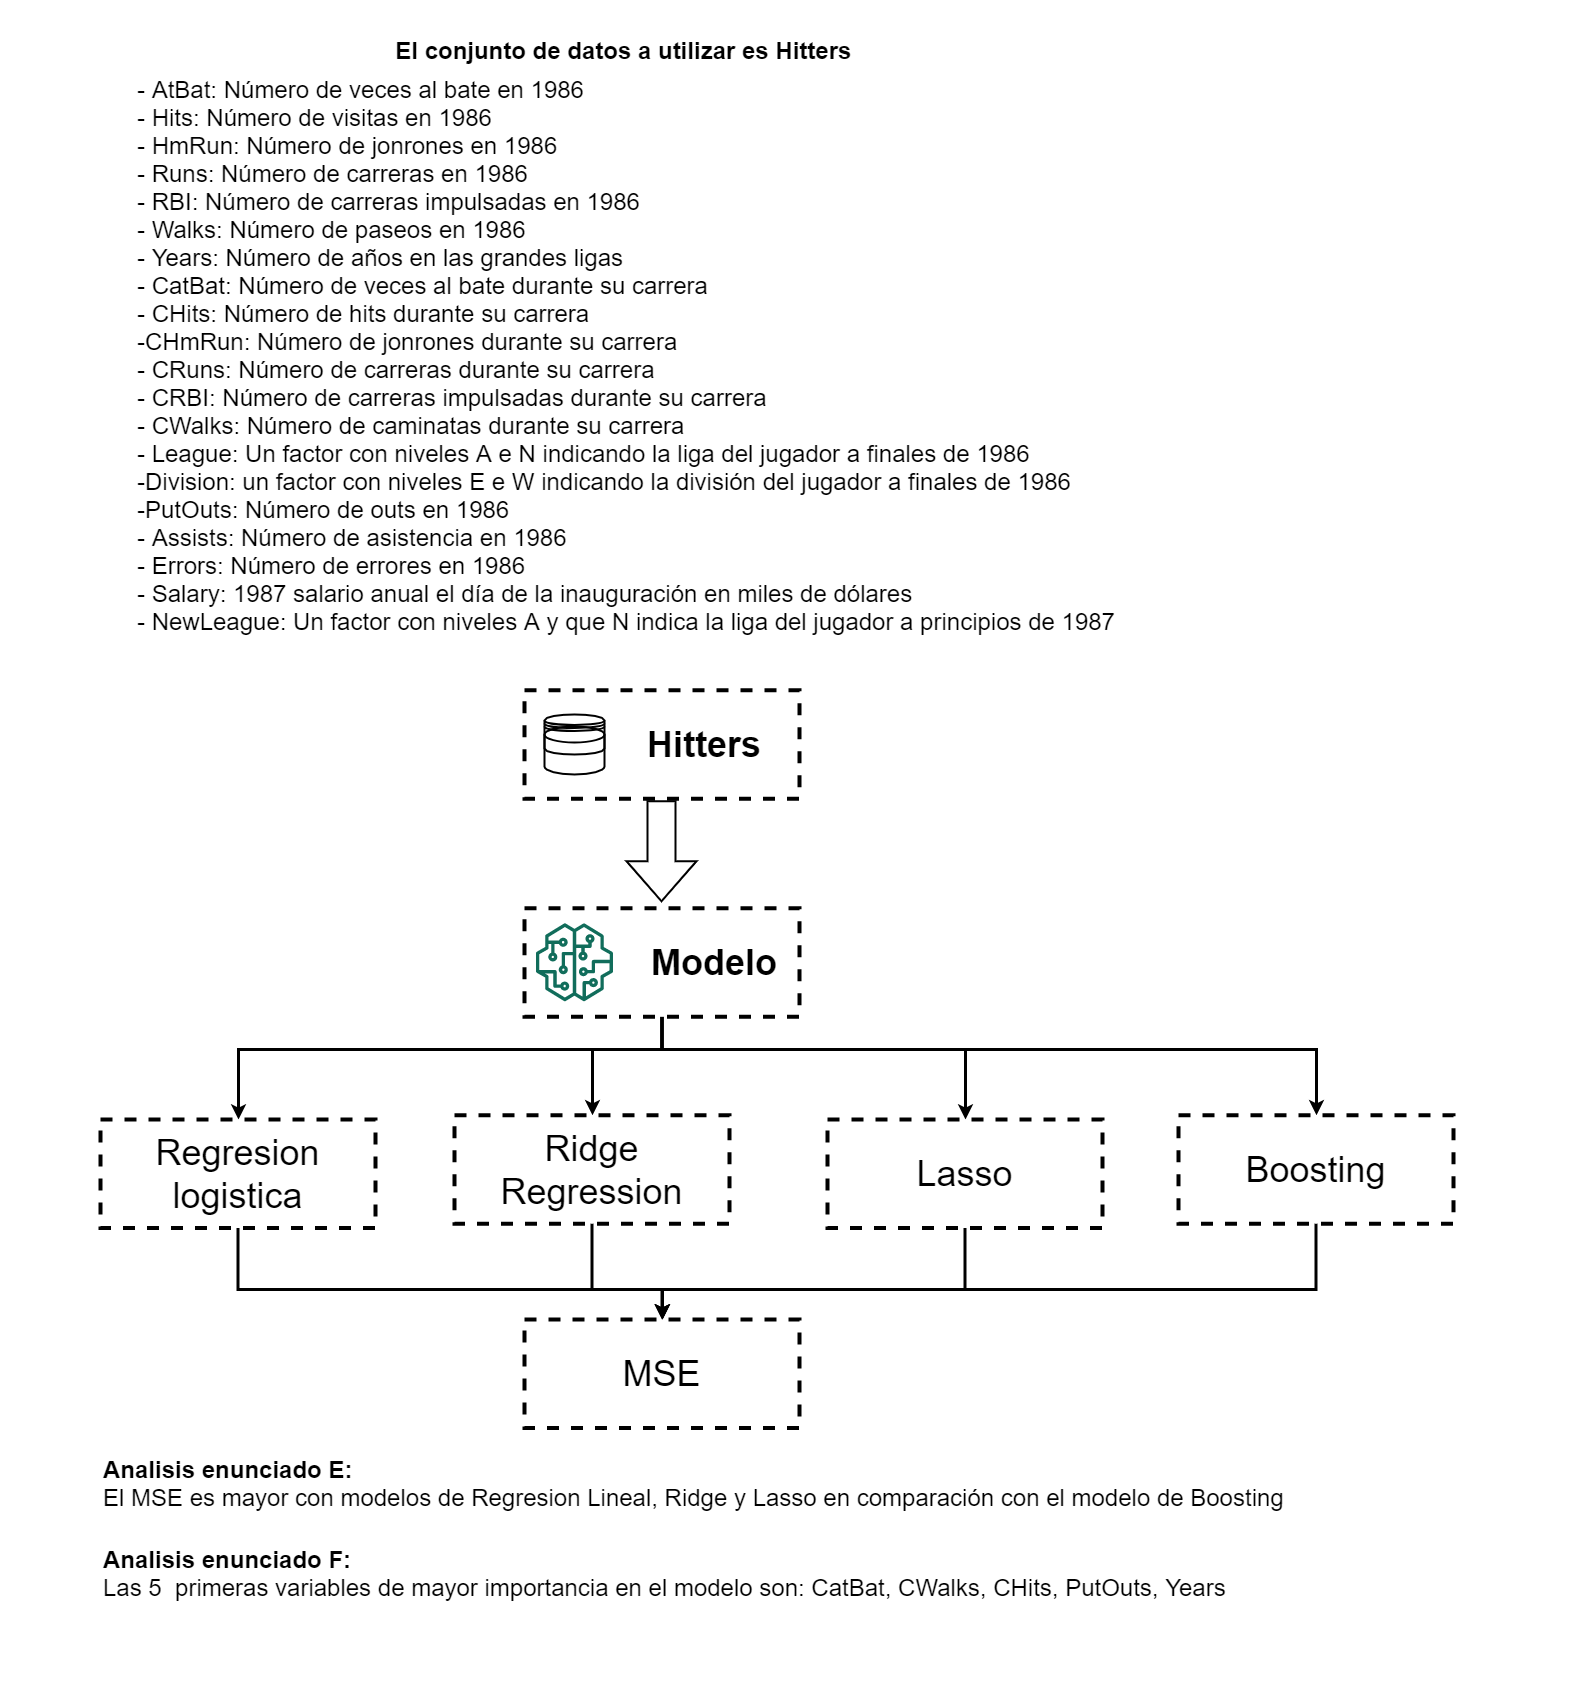 El conjunto de datos a utilizar es Hitters
- AtBat: Número de veces al bate en 1986
- Hits: Número de visitas en 1986
- HmRun: Número de jonrones en 1986
- Runs: Número de carreras en 1986
- RBI: Número de carreras impulsadas en 1986
- Walks: Número de paseos en 1986
- Years: Número de años en las grandes ligas
- CatBat: Número de veces al bate durante su carrera
- CHits: Número de hits durante su carrera
-CHmRun: Número de jonrones durante su carrera
- CRuns: Número de carreras durante su carrera
- CRBI: Número de carreras impulsadas durante su carrera
- CWalks: Número de caminatas durante su carrera
- League: Un factor con niveles A e N indicando la liga del jugador a finales de 1986
-Division: un factor con niveles E e W indicando la división del jugador a finales de 1986
-PutOuts: Número de outs en 1986
- Assists: Número de asistencia en 1986
- Errors: Número de errores en 1986
- Salary: 1987 salario anual el día de la inauguración en miles de dólares
- NewLeague: Un factor con niveles A y que N indica la liga del jugador a principios de 1987
Hitters
Modelo
Regresion
logistica
Ridge
Regression
Lasso
Boosting
MSE
Analisis enunciado E:
El MSE es mayor con modelos de Regresion Lineal, Ridge y Lasso en comparación con el modelo de Boosting
Analisis enunciado F:
Las 5  primeras variables de mayor importancia en el modelo son: CatBat, CWalks, CHits, PutOuts, Years